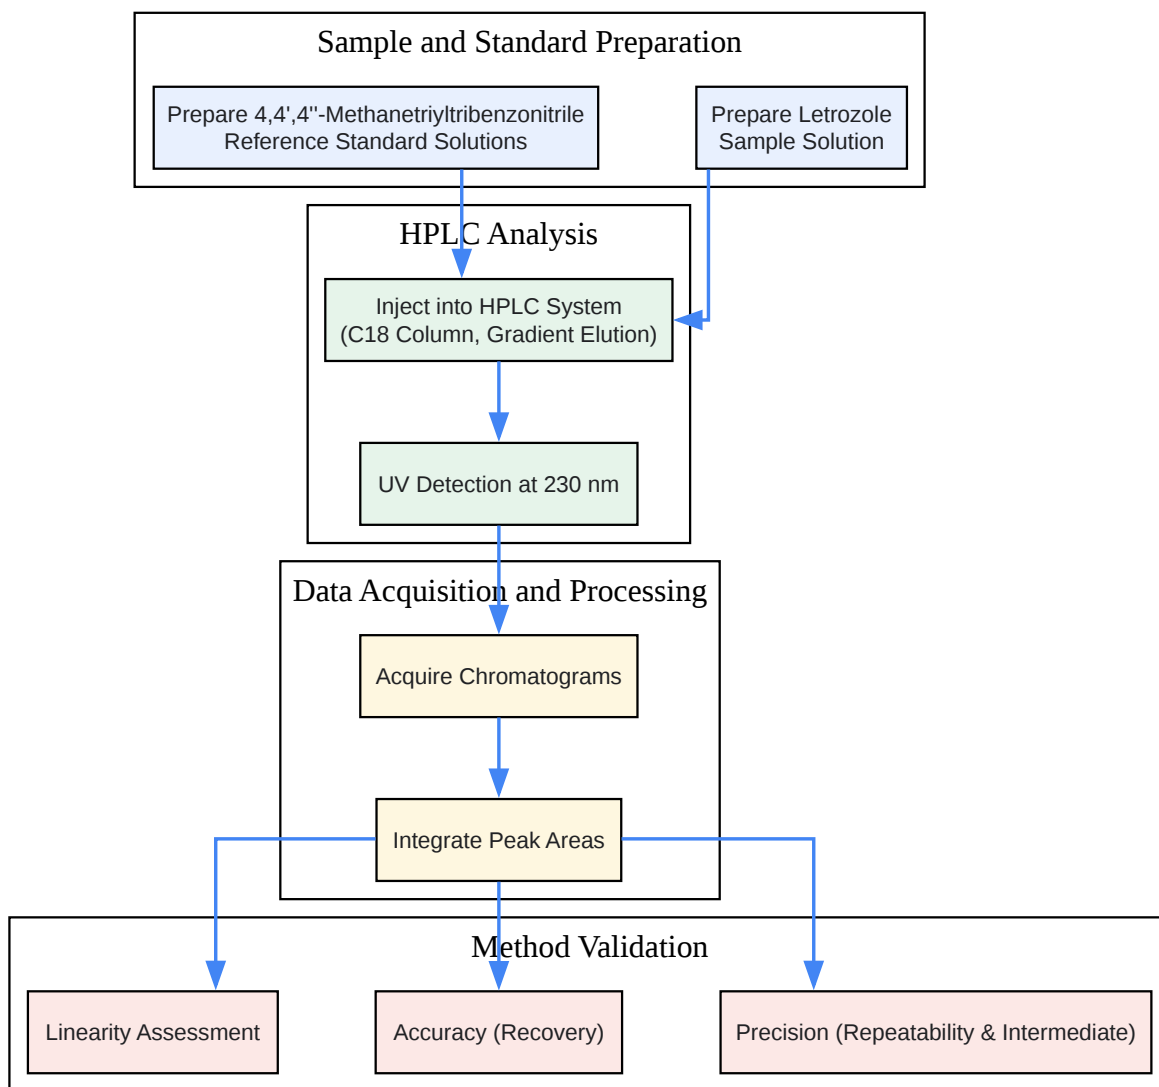 Sample and Standard Preparation
Prepare 4,4',4''-Methanetriyltribenzonitrile
Reference Standard Solutions
Prepare Letrozole
Sample Solution
HPLC Analysis
Inject into HPLC System
(C18 Column, Gradient Elution)
UV Detection at 230 nm
Data Acquisition and Processing
Acquire Chromatograms
Integrate Peak Areas
Method Validation
Linearity Assessment
Accuracy (Recovery)
Precision (Repeatability & Intermediate)